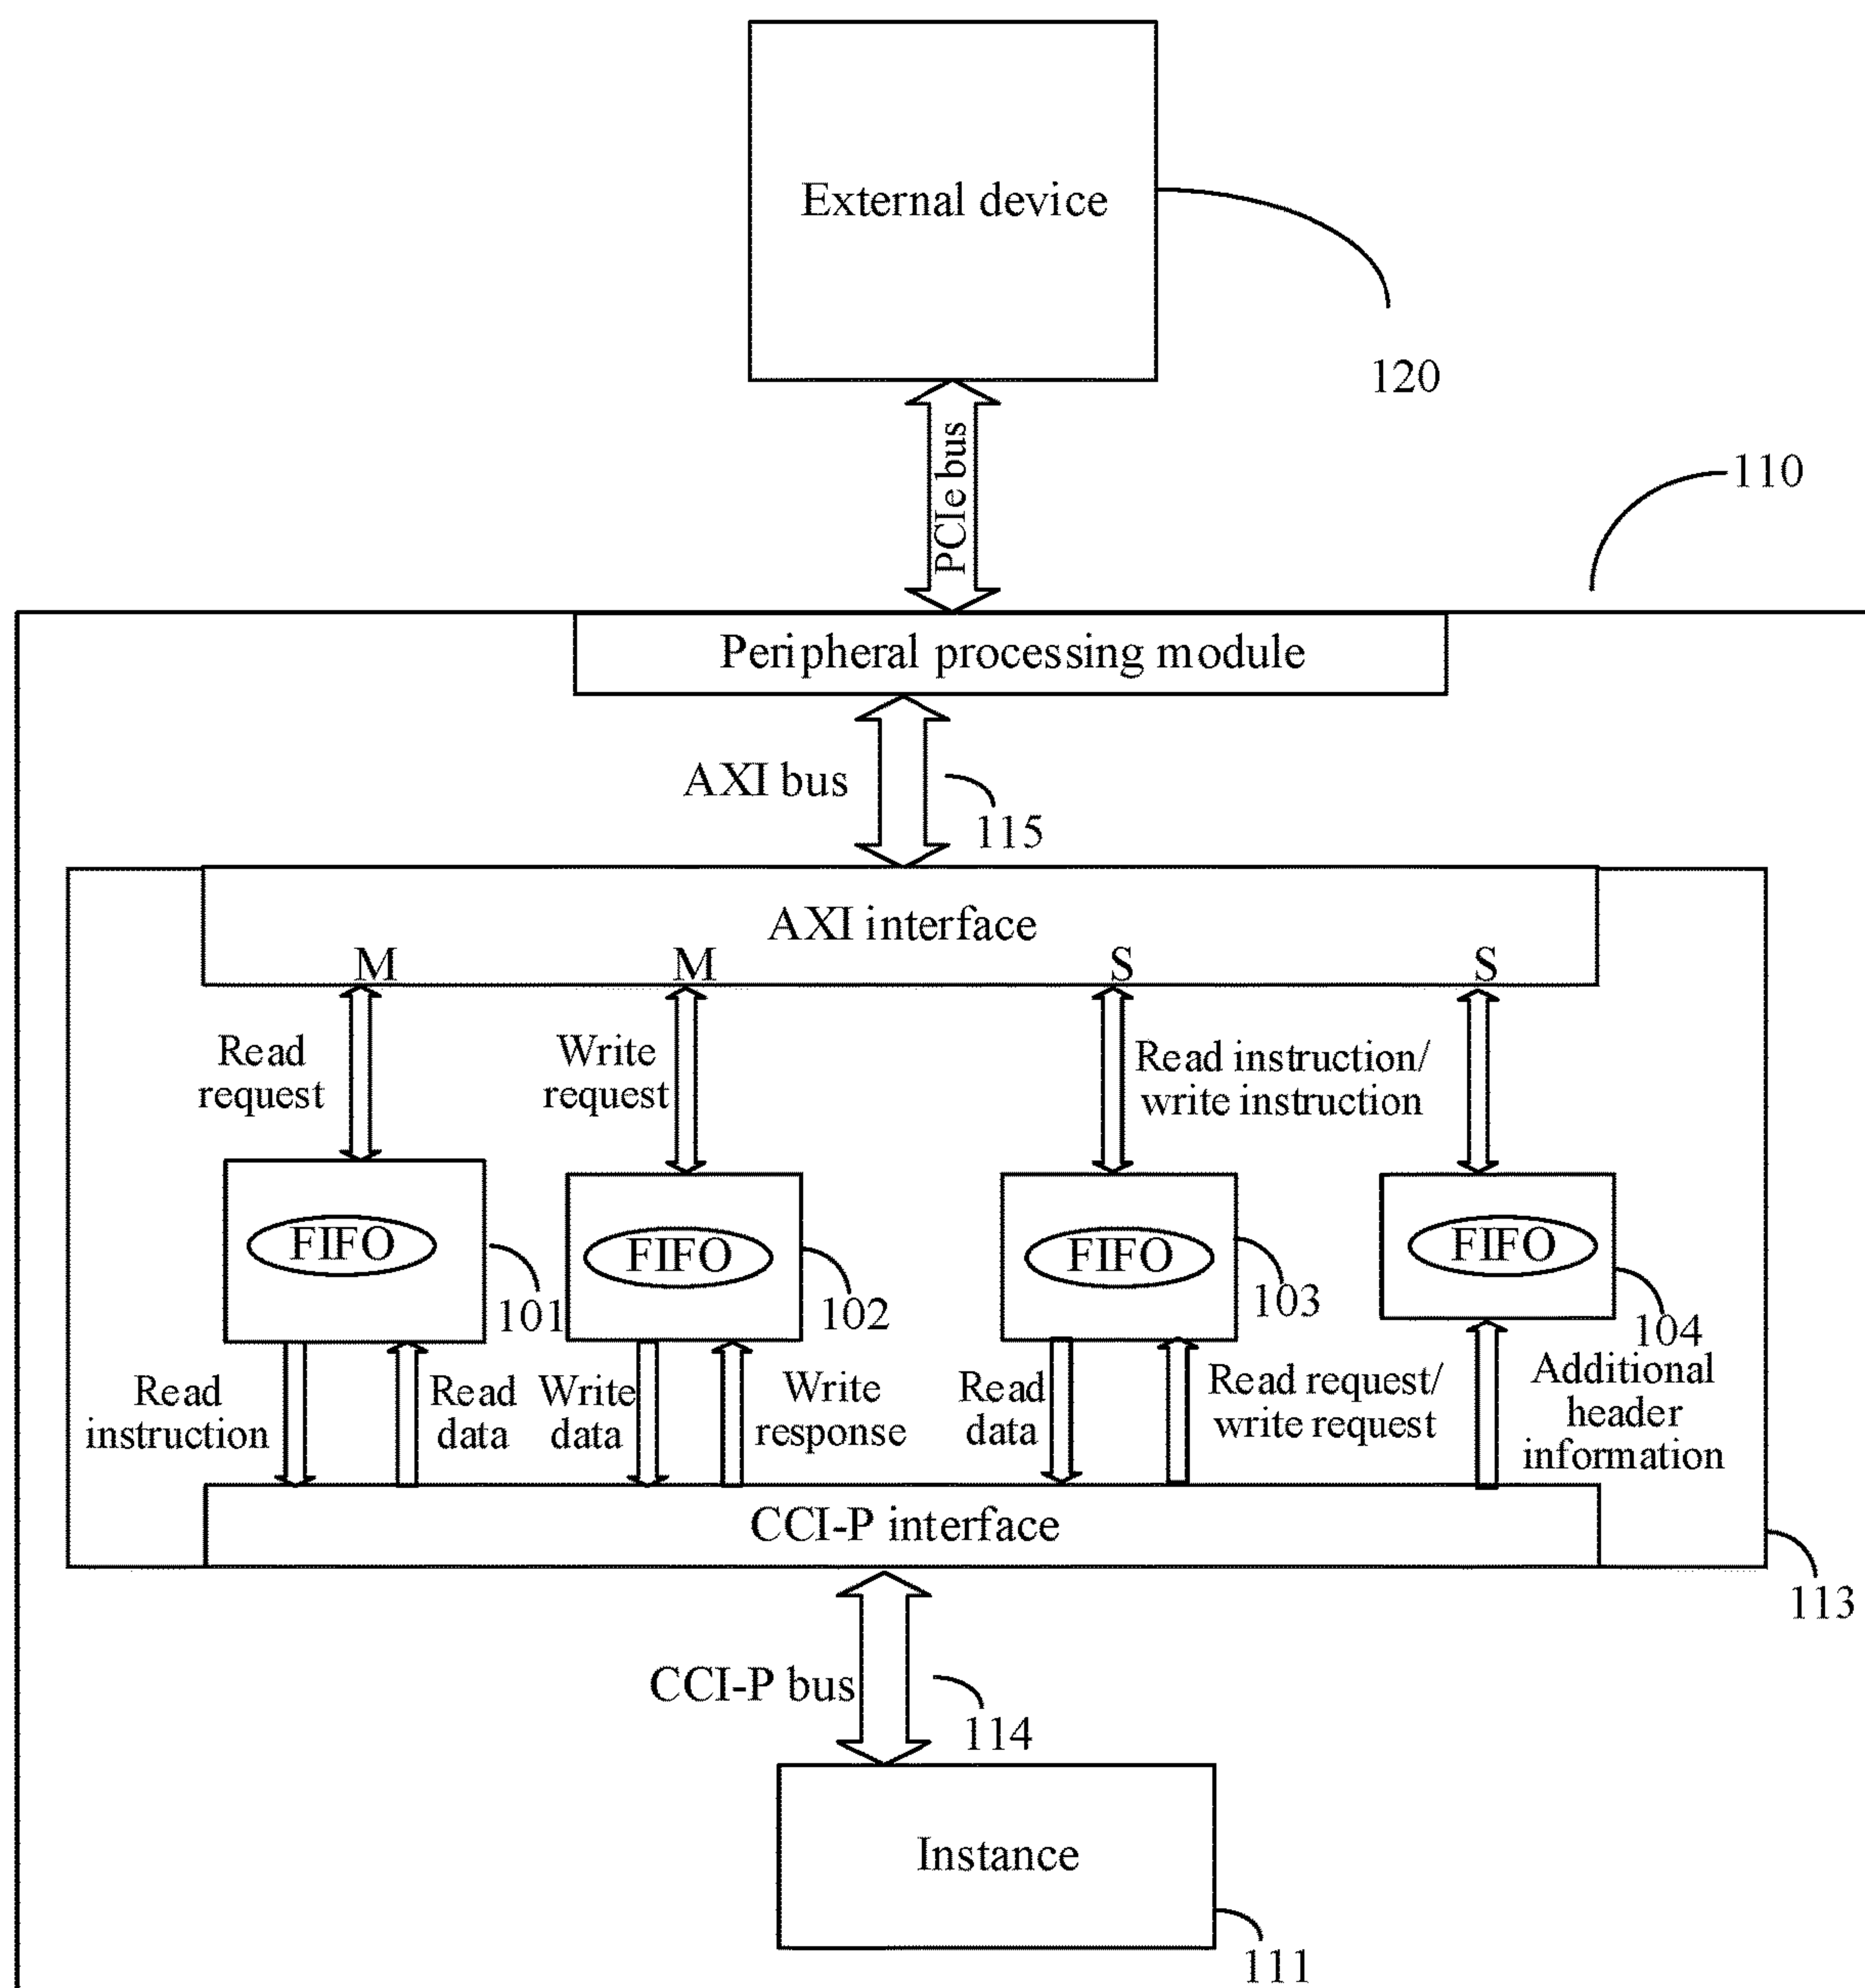 External device
120
PCIe bus
110
Peripheral processing module
AXI bus
115
AXI interface
M
M
S
S
Read
request
Write
request
Read instruction/
write instruction
FIFO
FIFO
FIFO
FIFO
101
102
103
104
Read
instruction
Read
data
Write
data
Write
response
Read
data
Read request/
write request
Additional
header
information
CCI-P interface
113
CCI-P bus
114
Instance
111